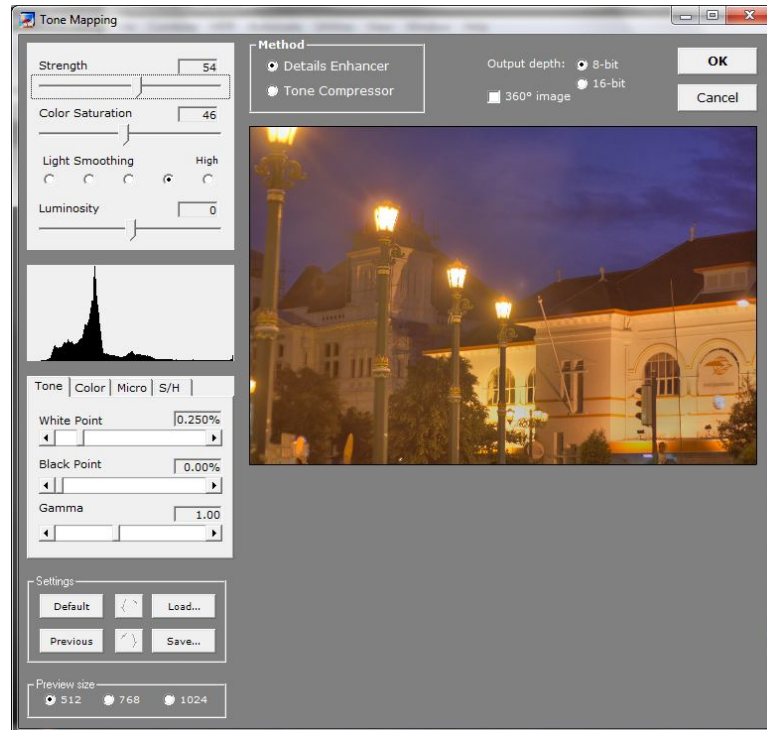 Tone Mapping
Strength 54
Color Saturation 46
Light Smoothing High
Luminosity 0
Method
Details Enhancer
Tone Compressor
Output depth: 8-bit
16-bit
360° image
OK
Cancel
Tone Color Micro S/H
White Point 0.250%
Black Point 0.00%
Gamma 1.00
Settings
Default Load...
Previous Save...
Preview size
512 768 1024